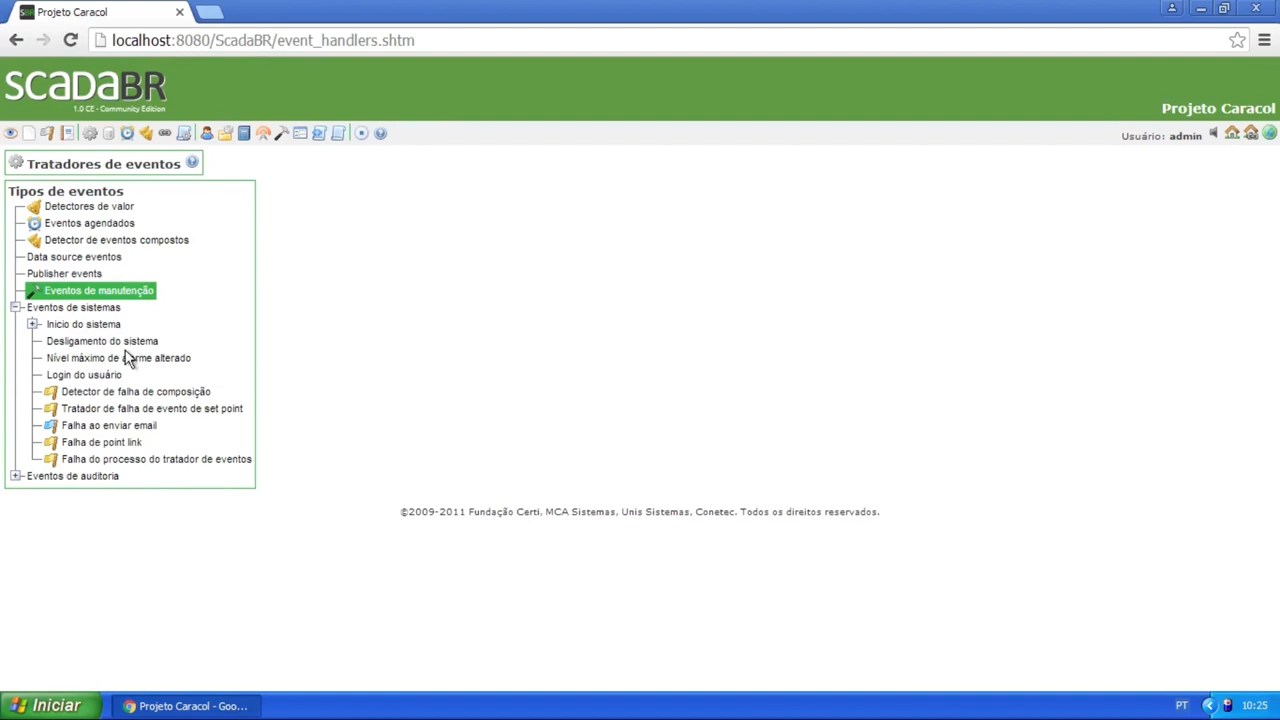 Projeto Caracol
localhost:8080/ScadaBR/event_handlers.shtm
SCADABR
1.0 CE - Community Edition
Projeto Caracol
Usuário: admin
Tratadores de eventos
Tipos de eventos
Detectores de valor
Eventos agendados
Detector de eventos compostos
Data source eventos
Publisher events
Eventos de manutenção
Eventos de sistemas
Inicio do sistema
Desligamento do sistema
Nível máximo de alarme alterado
Login do usuário
Detector de falha de composição
Tratador de falha de evento de set point
Falha ao enviar email
Falha de point link
Falha do processo do tratador de eventos
Eventos de auditoria
©2009-2011 Fundação Certi, MCA Sistemas, Unis Sistemas, Conetec. Todos os direitos reservados.
Iniciar
Projeto Caracol - Goo...
PT
10:25